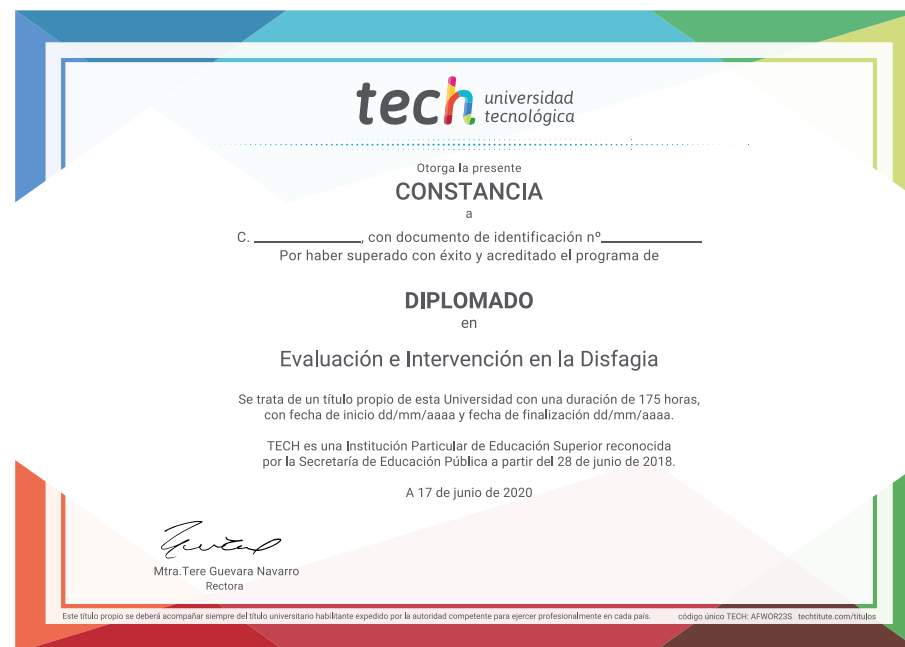 tech universidad
tecnológica
Otorga la presente
CONSTANCIA
a
C. ____________, con documento de identificación nº____________
Por haber superado con éxito y acreditado el programa de
DIPLOMADO
en
Evaluación e Intervención en la Disfagia
Se trata de un título propio de esta Universidad con una duración de 175 horas,
con fecha de inicio dd/mm/aaaa y fecha de finalización dd/mm/aaaa.
TECH es una Institución Particular de Educación Superior reconocida
por la Secretaría de Educación Pública a partir del 28 de junio de 2018.
A 17 de junio de 2020
Mtra.Tere Guevara Navarro
Rectora
Este título propio se deberá acompañar siempre del título universitario habilitante expedido por la autoridad competente para ejercer profesionalmente en cada país. código único TECH: AFWOR23S techtitute.com/titulos